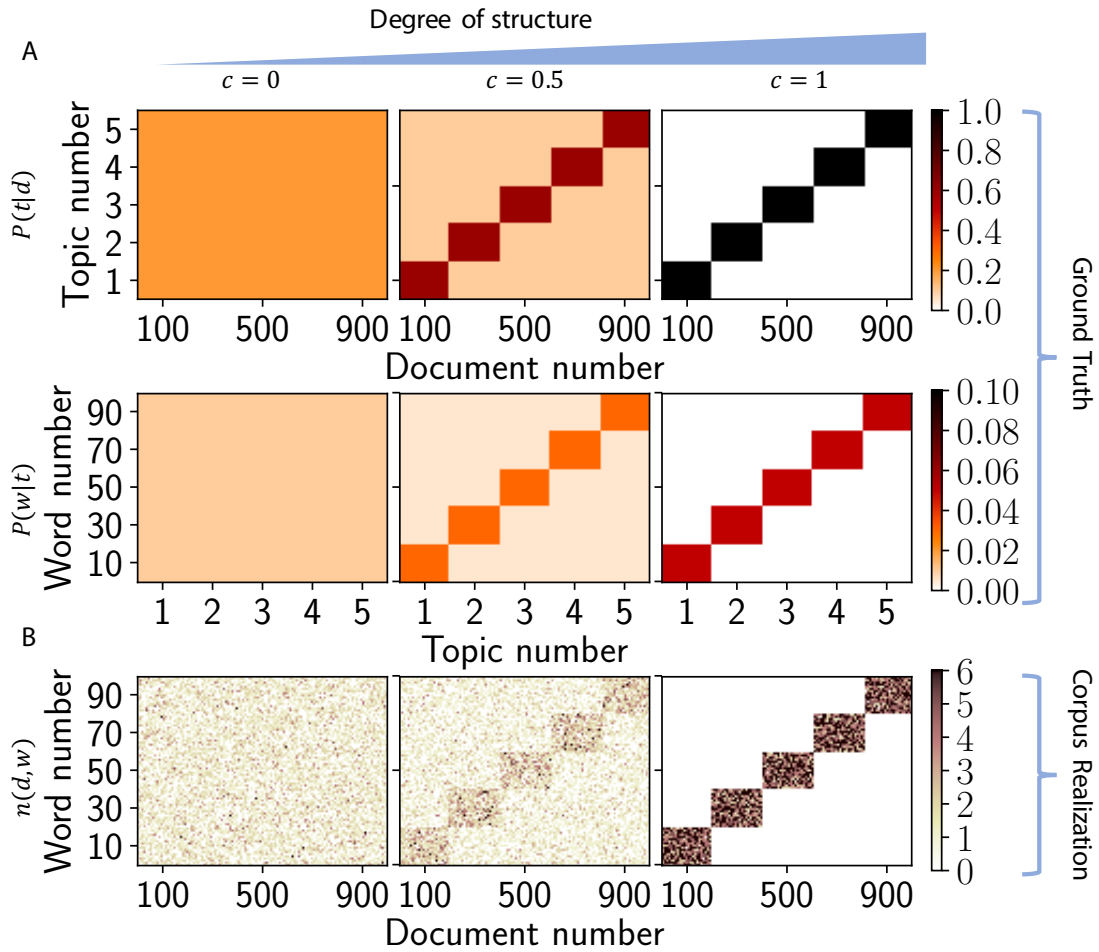 Degree of structure
A
c = 0
c = 0.5
c = 1
P(t|d)
Topic number
5
4
3
2
1
100 500 900
100 500 900
100 500 900
Document number
1.0
0.8
0.6
0.4
0.2
0.0
P(w|t)
Word number
90
70
50
30
10
1 2 3 4 5
1 2 3 4 5
1 2 3 4 5
Topic number
0.10
0.08
0.06
0.04
0.02
0.00
Ground Truth
B
n(d,w)
Word number
90
70
50
30
10
100 500 900
100 500 900
100 500 900
Document number
6
5
4
3
2
1
0
Corpus Realization